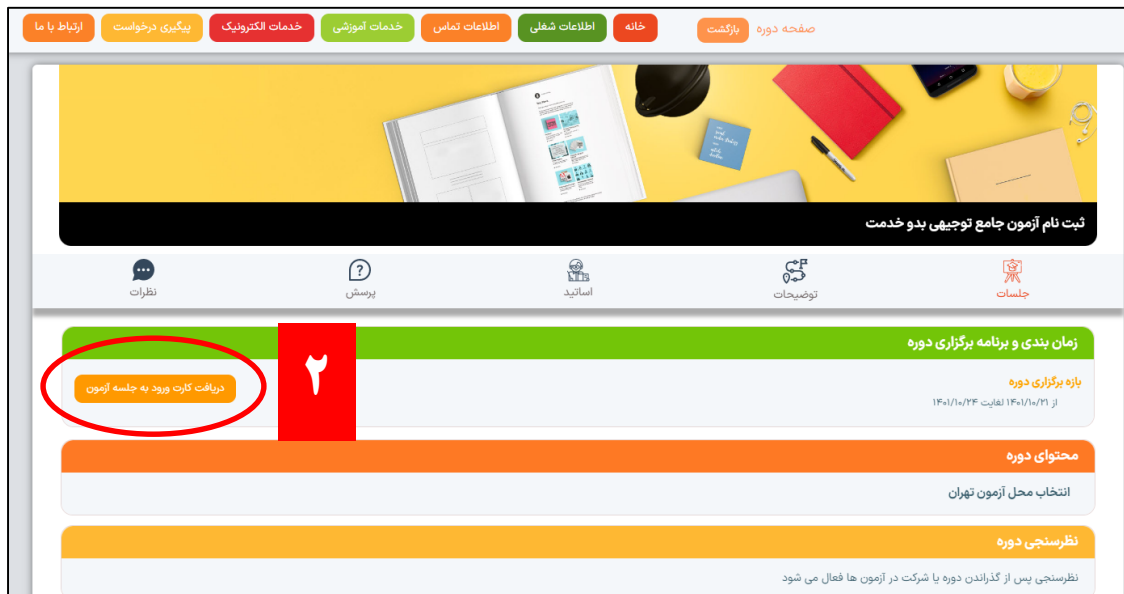 صفحه دوره
بازگشت
خانه
اطلاعات شغلی
اطلاعات تماس
خدمات آموزشی
خدمات الکترونیک
پیگیری درخواست
ارتباط با ما
ثبت نام آزمون جامع توجیهی بدو خدمت
جلسات
توضیحات
اساتید
پرسش
نظرات
زمان بندی و برنامه برگزاری دوره
بازه برگزاری دوره
از ۱۴۰۱/۱۰/۲۱ لغایت ۱۴۰۱/۱۰/۲۴
دریافت کارت ورود به جلسه آزمون
۲
محتوای دوره
انتخاب محل آزمون تهران
نظرسنجی دوره
نظرسنجی پس از گذراندن دوره یا شرکت در آزمون ها فعال می شود